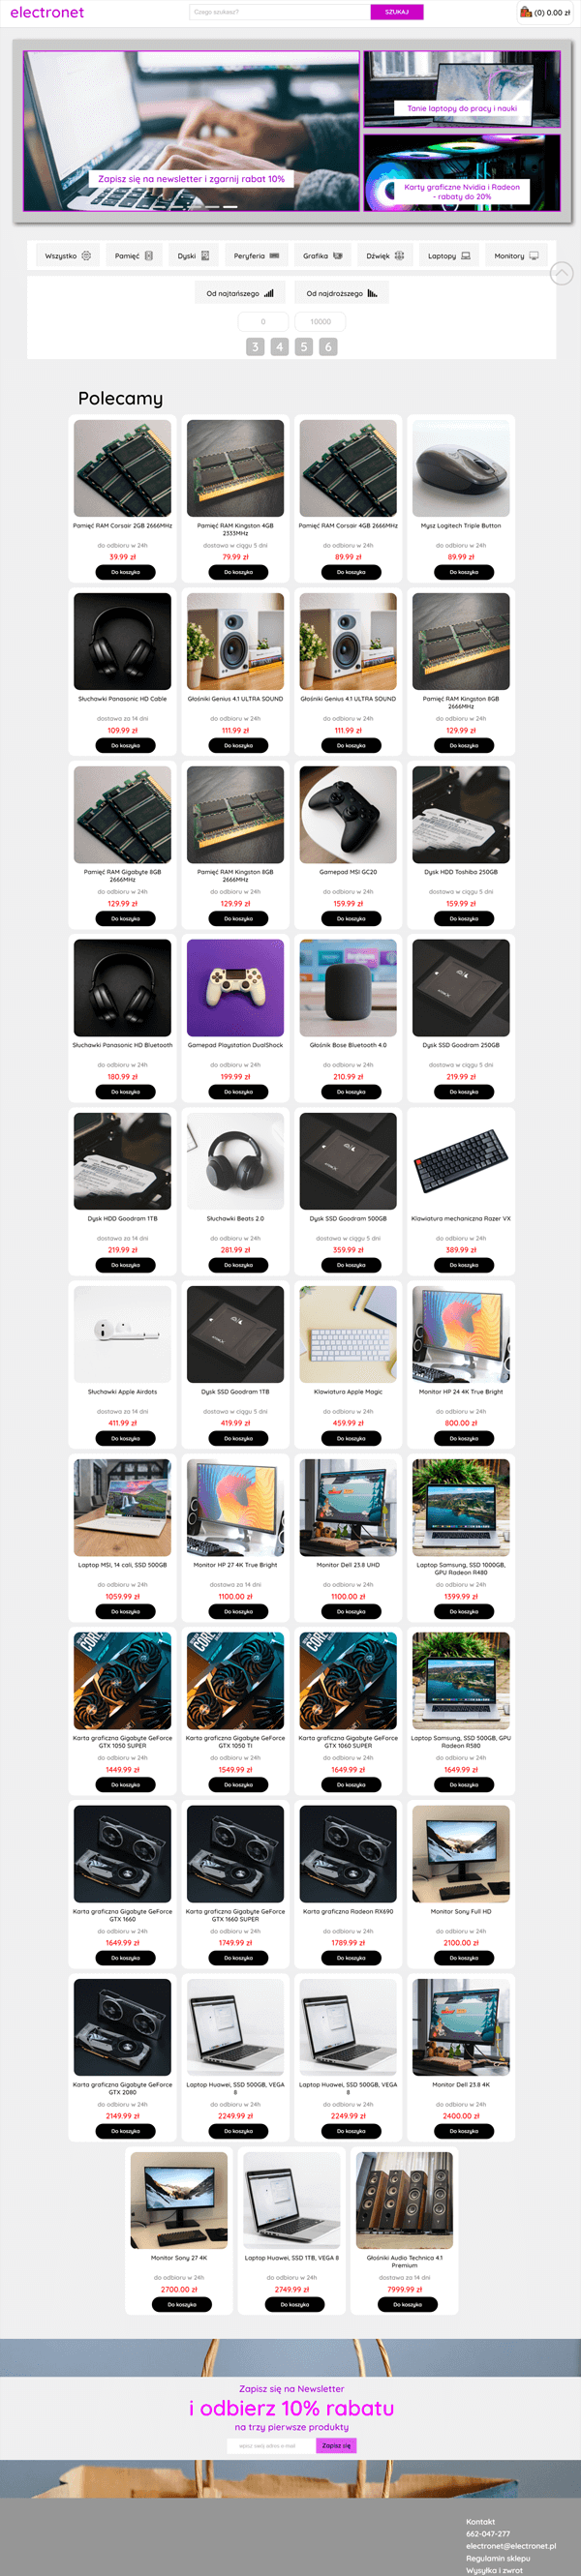 electronet
Czego szukasz?
SZUKAJ
(0) 0.00 zł
Zapisz się na newsletter i zgarnij rabat 10%
Tanie laptopy do pracy i nauki
Karty graficzne Nvidia i Radeon
- rabaty do 20%
Wszystko
Pamięć
Dyski
Peryferia
Grafika
Dźwięk
Laptopy
Monitory
Od najtańszego
Od najdroższego
0
10000
3
4
5
6
Polecamy
Pamięć RAM Corsair 2GB 2666MHz
do odbioru w 24h
39.99 zł
Do koszyka
Pamięć RAM Kingston 4GB
2333MHz
dostawa w ciągu 5 dni
79.99 zł
Do koszyka
Pamięć RAM Corsair 4GB 2666MHz
do odbioru w 24h
89.99 zł
Do koszyka
Mysz Logitech Triple Button
do odbioru w 24h
89.99 zł
Do koszyka
Słuchawki Panasonic HD Cable
dostawa za 14 dni
109.99 zł
Do koszyka
Głośniki Genius 4.1 ULTRA SOUND
do odbioru w 24h
111.99 zł
Do koszyka
Głośniki Genius 4.1 ULTRA SOUND
do odbioru w 24h
111.99 zł
Do koszyka
Pamięć RAM Kingston 8GB
2666MHz
do odbioru w 24h
129.99 zł
Do koszyka
Pamięć RAM Gigabyte 8GB
2666MHz
do odbioru w 24h
129.99 zł
Do koszyka
Pamięć RAM Kingston 8GB
2666MHz
do odbioru w 24h
129.99 zł
Do koszyka
Gamepad MSI GC20
do odbioru w 24h
159.99 zł
Do koszyka
Dysk HDD Toshiba 250GB
dostawa w ciągu 5 dni
159.99 zł
Do koszyka
Słuchawki Panasonic HD Bluetooth
do odbioru w 24h
180.99 zł
Do koszyka
Gamepad Playstation DualShock
do odbioru w 24h
199.99 zł
Do koszyka
Głośnik Bose Bluetooth 4.0
do odbioru w 24h
210.99 zł
Do koszyka
Dysk SSD Goodram 250GB
dostawa w ciągu 5 dni
219.99 zł
Do koszyka
Dysk HDD Goodram 1TB
dostawa za 14 dni
219.99 zł
Do koszyka
Słuchawki Beats 2.0
do odbioru w 24h
281.99 zł
Do koszyka
Dysk SSD Goodram 500GB
dostawa w ciągu 5 dni
359.99 zł
Do koszyka
Klawiatura mechaniczna Razer VX
do odbioru w 24h
389.99 zł
Do koszyka
Słuchawki Apple Airdots
dostawa za 14 dni
411.99 zł
Do koszyka
Dysk SSD Goodram 1TB
dostawa w ciągu 5 dni
419.99 zł
Do koszyka
Klawiatura Apple Magic
do odbioru w 24h
459.99 zł
Do koszyka
Monitor HP 24 4K True Bright
do odbioru w 24h
800.00 zł
Do koszyka
Laptop MSI, 14 cali, SSD 500GB
do odbioru w 24h
1059.99 zł
Do koszyka
Monitor HP 27 4K True Bright
dostawa za 14 dni
1100.00 zł
Do koszyka
Monitor Dell 23.8 UHD
do odbioru w 24h
1100.00 zł
Do koszyka
Laptop Samsung, SSD 1000GB,
GPU Radeon R480
do odbioru w 24h
1399.99 zł
Do koszyka
Karta graficzna Gigabyte GeForce
GTX 1050 SUPER
do odbioru w 24h
1449.99 zł
Do koszyka
Karta graficzna Gigabyte GeForce
GTX 1050 TI
do odbioru w 24h
1549.99 zł
Do koszyka
Karta graficzna Gigabyte GeForce
GTX 1060 SUPER
do odbioru w 24h
1649.99 zł
Do koszyka
Laptop Samsung, SSD 500GB, GPU
Radeon R580
do odbioru w 24h
1649.99 zł
Do koszyka
Karta graficzna Gigabyte GeForce
GTX 1660
do odbioru w 24h
1649.99 zł
Do koszyka
Karta graficzna Gigabyte GeForce
GTX 1660 SUPER
do odbioru w 24h
1749.99 zł
Do koszyka
Karta graficzna Radeon RX690
do odbioru w 24h
1789.99 zł
Do koszyka
Monitor Sony Full HD
do odbioru w 24h
2100.00 zł
Do koszyka
Karta graficzna Gigabyte GeForce
GTX 2080
do odbioru w 24h
2149.99 zł
Do koszyka
Laptop Huawei, SSD 500GB, VEGA
8
do odbioru w 24h
2249.99 zł
Do koszyka
Laptop Huawei, SSD 500GB, VEGA
8
do odbioru w 24h
2249.99 zł
Do koszyka
Monitor Dell 23.8 4K
do odbioru w 24h
2400.00 zł
Do koszyka
Monitor Sony 27 4K
do odbioru w 24h
2700.00 zł
Do koszyka
Laptop Huawei, SSD 1TB, VEGA 8
do odbioru w 24h
2749.99 zł
Do koszyka
Głośniki Audio Technica 4.1
Premium
dostawa za 14 dni
7999.99 zł
Do koszyka
Zapisz się na Newsletter
i odbierz 10% rabatu
na trzy pierwsze produkty
wpisz swój adres e-mail
Zapisz się
Kontakt
662-047-277
electronet@electronet.pl
Regulamin sklepu
Wysyłka i zwrot